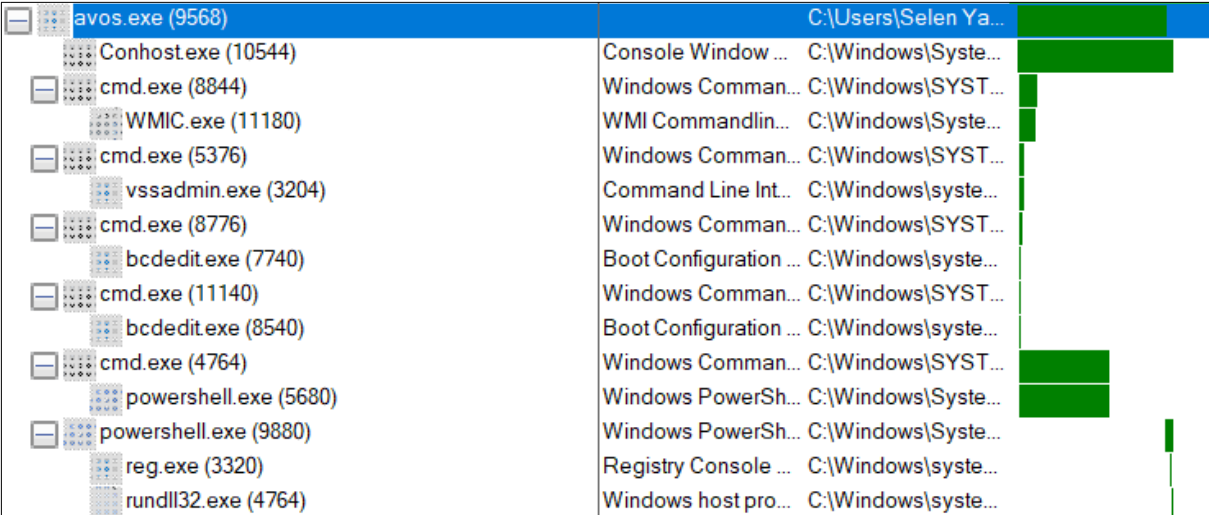 avos.exe (9568) C:\Users\Selen Ya...
Conhost.exe (10544) Console Window ... C:\Windows\Syste...
cmd.exe (8844) Windows Comman... C:\Windows\SYST...
WMIC.exe (11180) WMI Commandlin... C:\Windows\Syste...
cmd.exe (5376) Windows Comman... C:\Windows\SYST...
vssadmin.exe (3204) Command Line Int... C:\Windows\syste...
cmd.exe (8776) Windows Comman... C:\Windows\SYST...
bcdedit.exe (7740) Boot Configuration ... C:\Windows\syste...
cmd.exe (11140) Windows Comman... C:\Windows\SYST...
bcdedit.exe (8540) Boot Configuration ... C:\Windows\syste...
cmd.exe (4764) Windows Comman... C:\Windows\SYST...
powershell.exe (5680) Windows PowerSh... C:\Windows\Syste...
powershell.exe (9880) Windows PowerSh... C:\Windows\Syste...
reg.exe (3320) Registry Console ... C:\Windows\syste...
rundll32.exe (4764) Windows host pro... C:\Windows\syste...